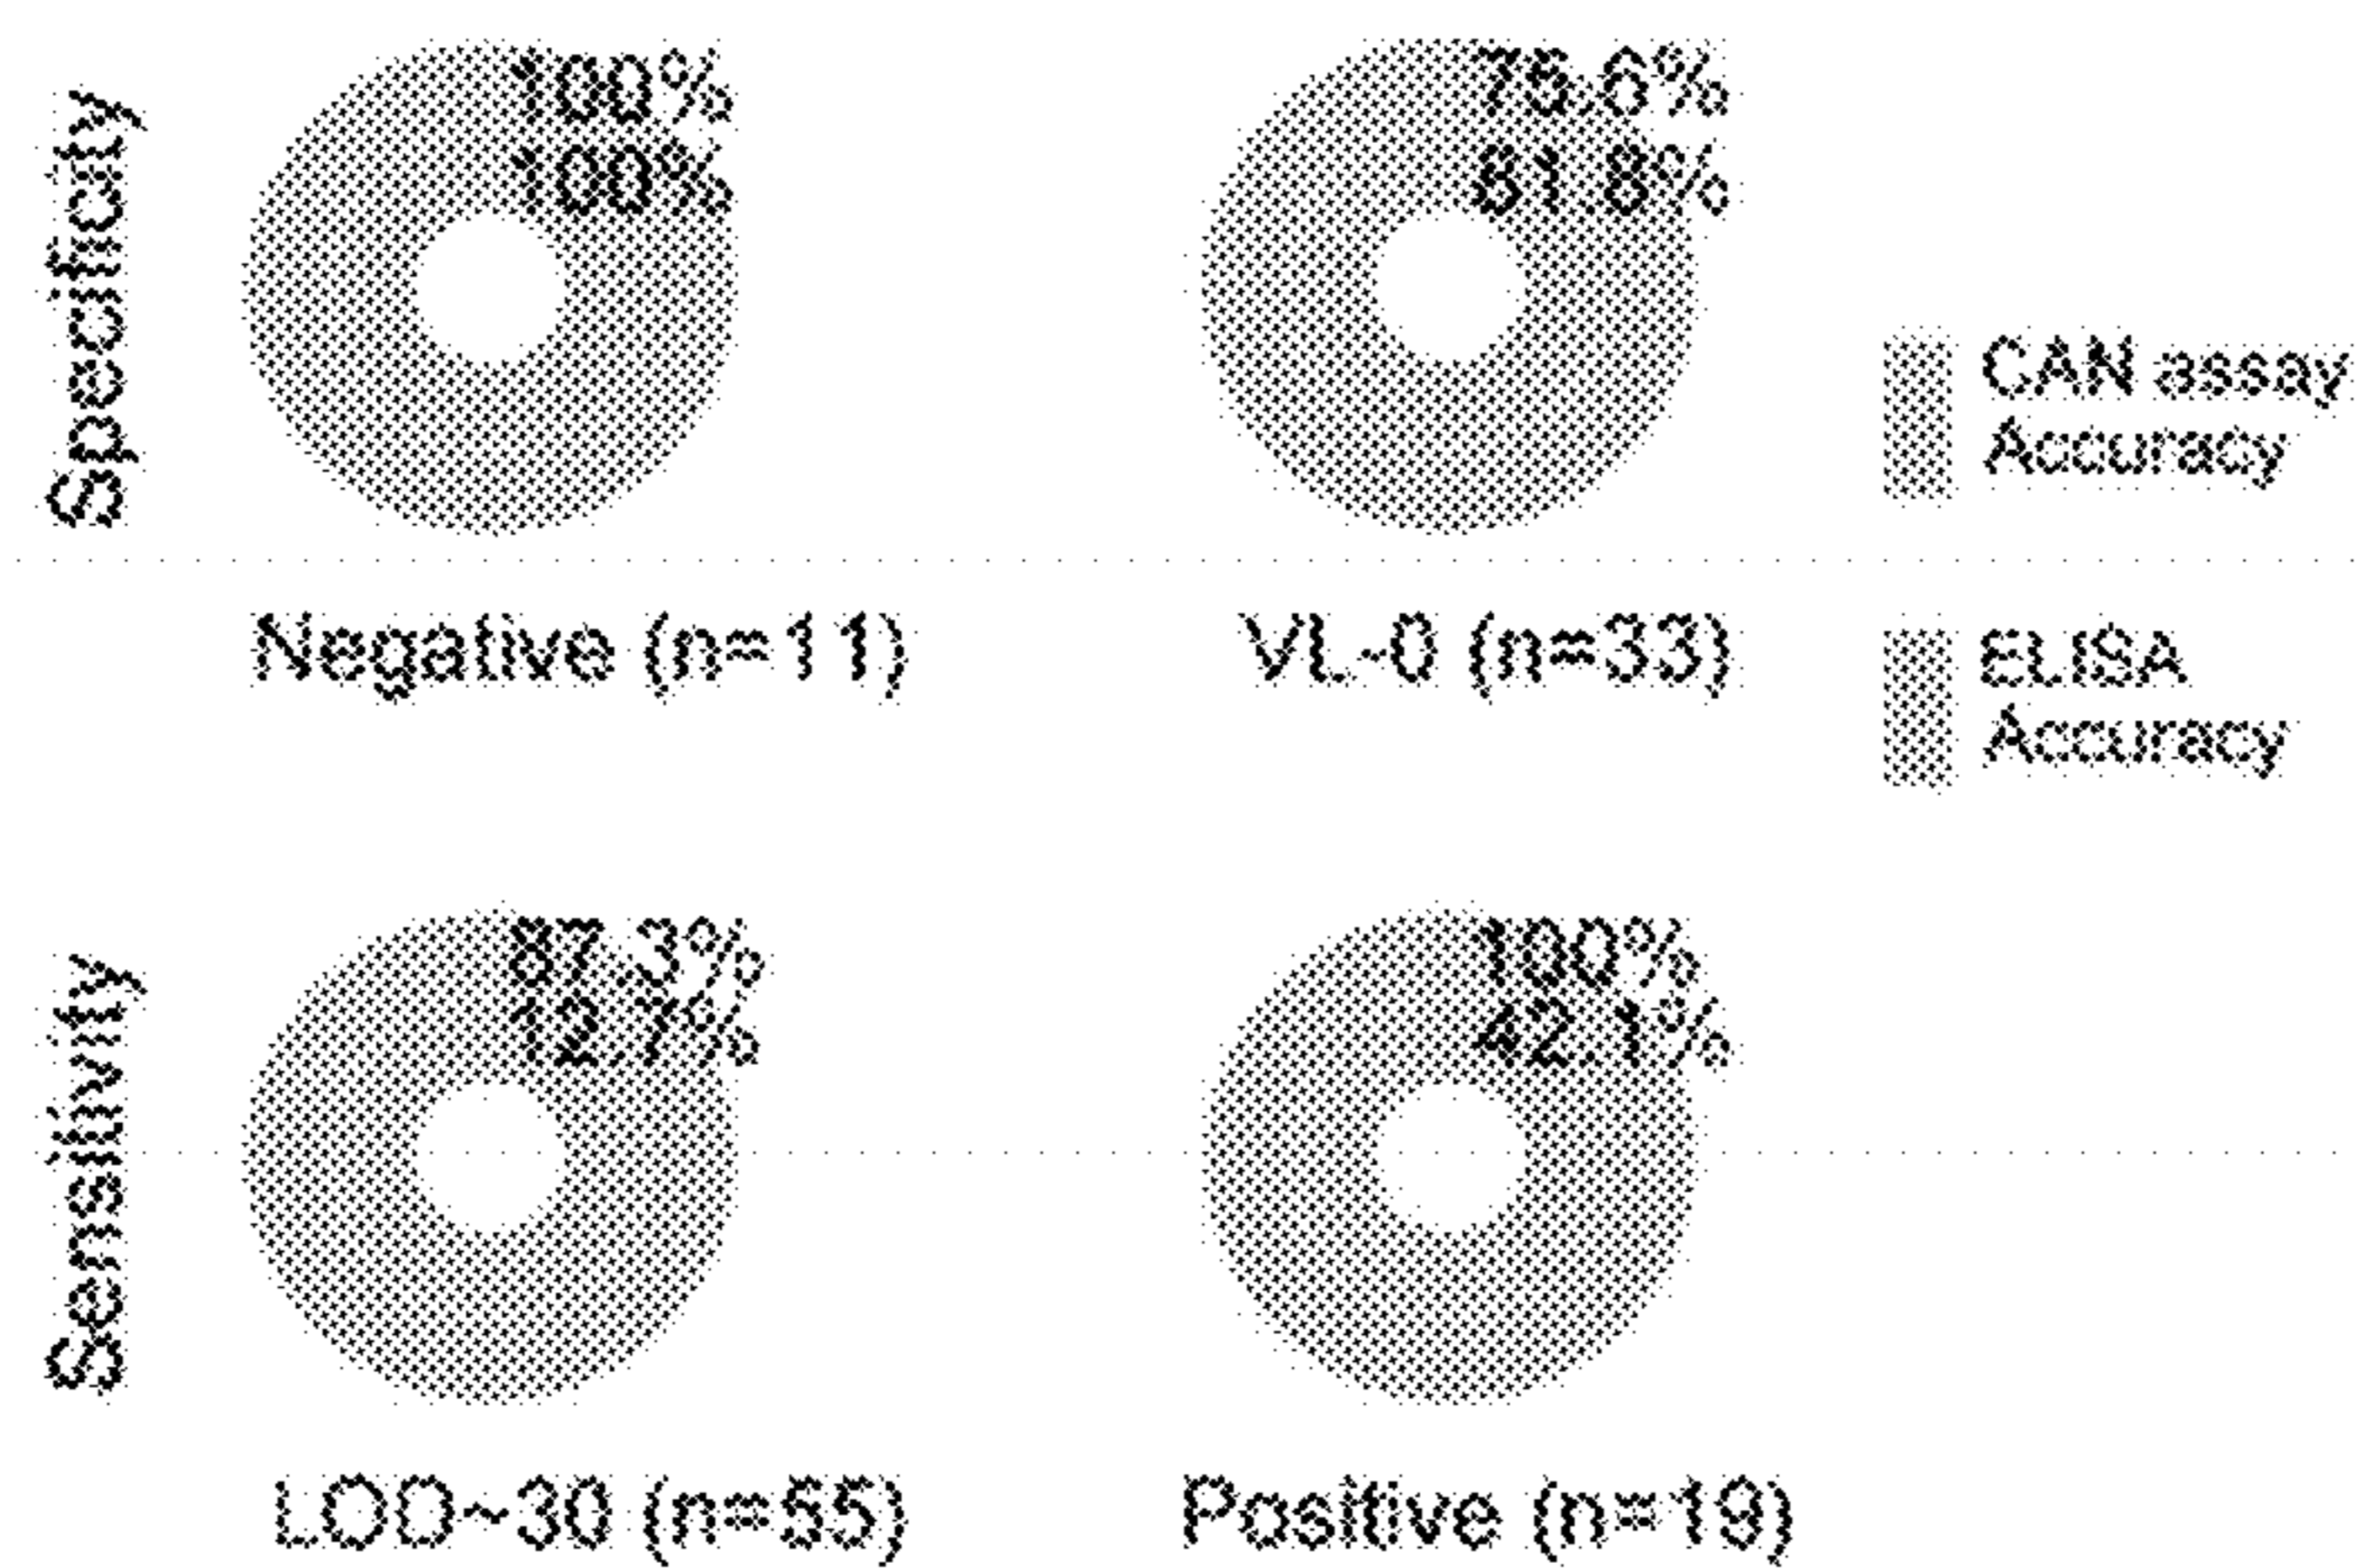 Specificity
100%
100%
75.6%
81.8%
Negative (n=11)
VL-0 (n=33)
CAN assay
Accuracy
ELISA
Accuracy
Sensitivity
87.3%
12.7%
100%
42.1%
LOD~30 (n=55)
Positive (n=19)